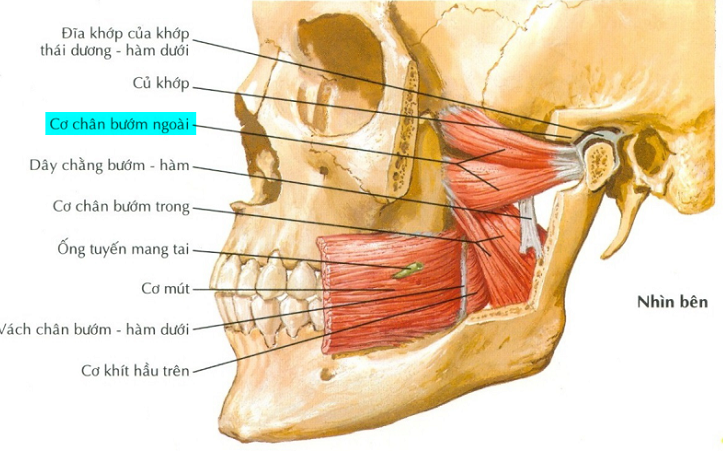 Đĩa khớp của khớp
thái dương - hàm dưới
Củ khớp
Cơ chân bướm ngoài
Dây chằng bướm - hàm
Cơ chân bướm trong
Ống tuyến mang tai
Cơ mút
Vách chân bướm - hàm dưới
Cơ khít hầu trên
Nhìn bên